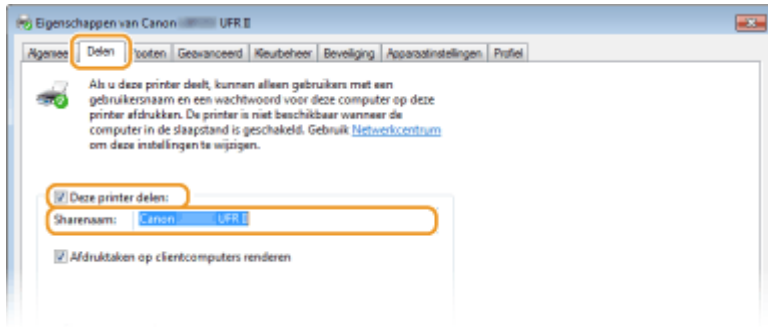 Eigenschappen van Canon UFR II
Algemeen Delen Poorten Geavanceerd Kleurbeheer Beveiliging Apparaatinstellingen Profiel
Als u deze printer deelt, kunnen alleen gebruikers met een
gebruikersnaam en een wachtwoord voor deze computer op deze
printer afdrukken. De printer is niet beschikbaar wanneer de
computer in de slaapstand is geschakeld. Gebruik Netwerkcentrum
om deze instellingen te wijzigen.
Deze printer delen:
Sharenaam: Canon UFR II
Afdruktaken op clientcomputers renderen